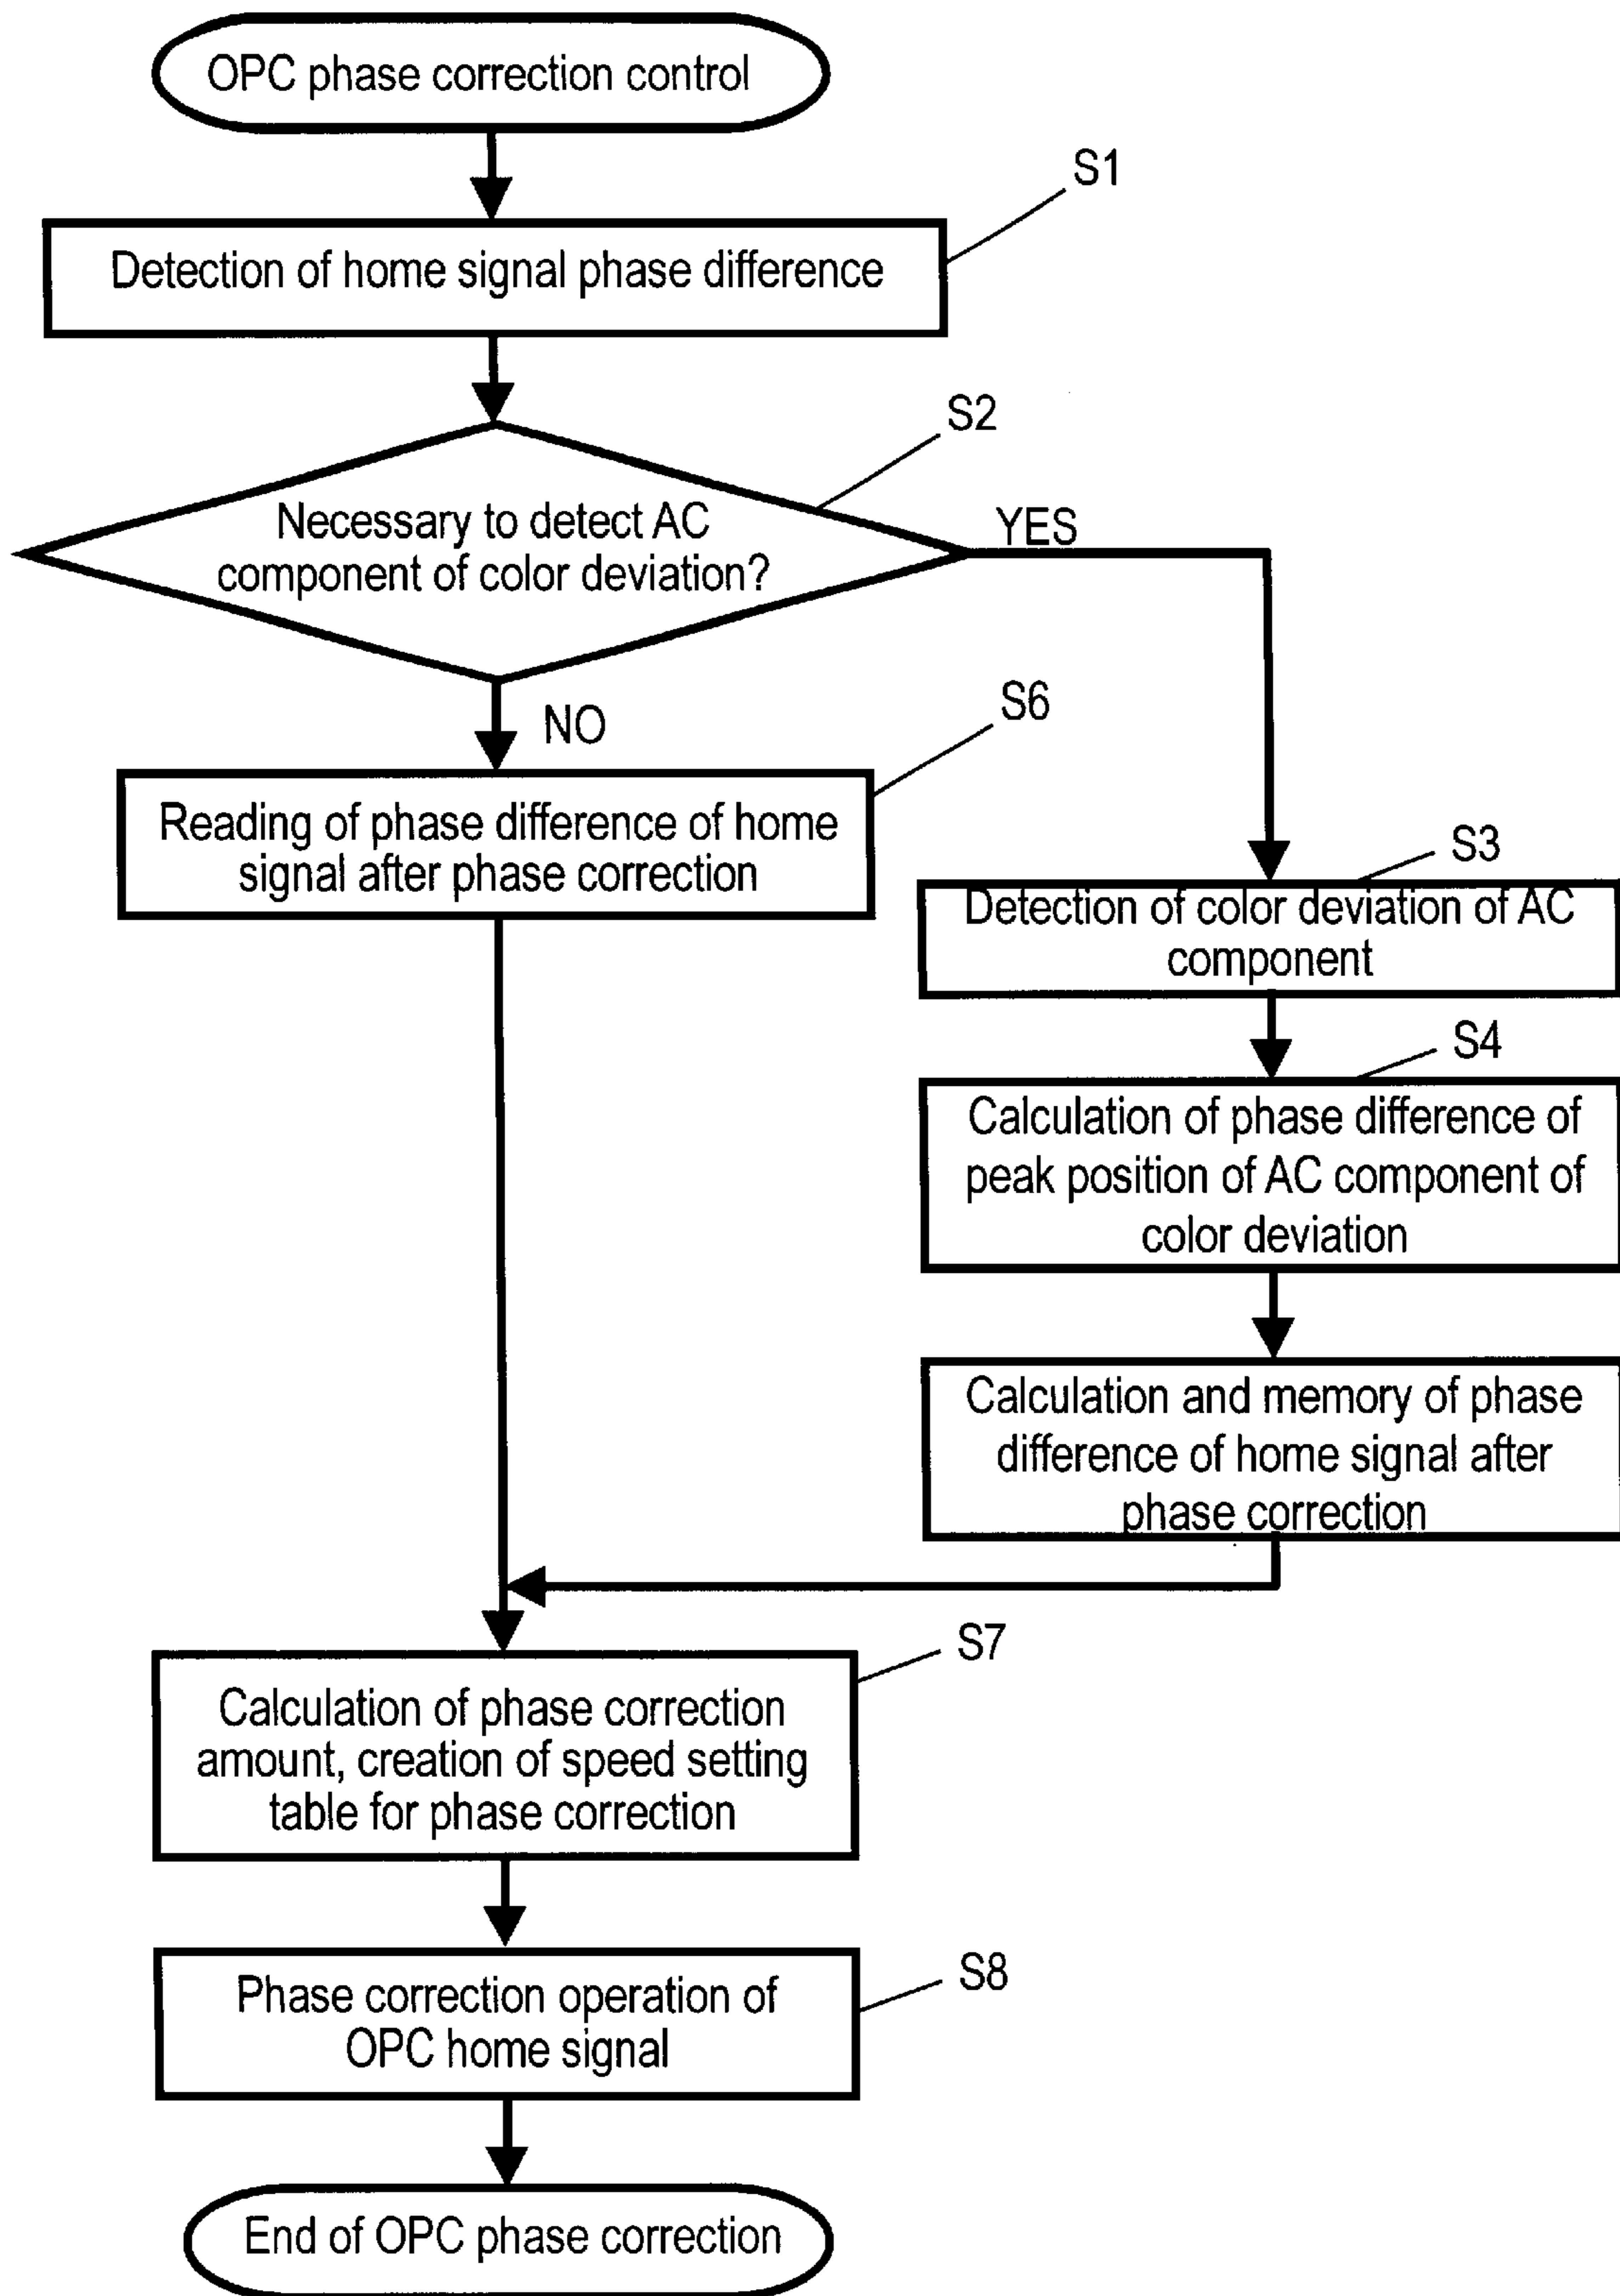 OPC phase correction control
S1
Detection of home signal phase difference
S2
Necessary to detect AC
component of color deviation?
YES
NO
S6
Reading of phase difference of home
signal after phase correction
S3
Detection of color deviation of AC
component
S4
Calculation of phase difference of
peak position of AC component of
color deviation
Calculation and memory of phase
difference of home signal after
phase correction
S7
Calculation of phase correction
amount, creation of speed setting
table for phase correction
S8
Phase correction operation of
OPC home signal
End of OPC phase correction